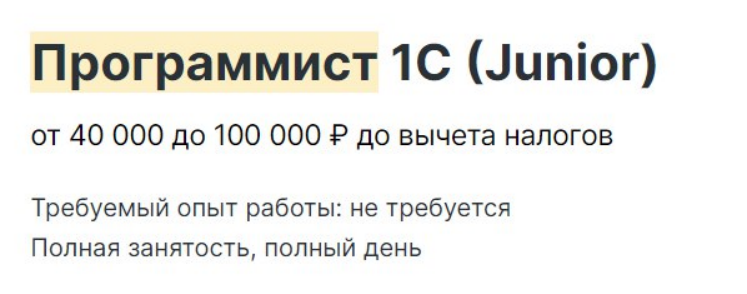 Программист 1С (Junior)
от 40 000 до 100 000 ₽ до вычета налогов
Требуемый опыт работы: не требуется
Полная занятость, полный день